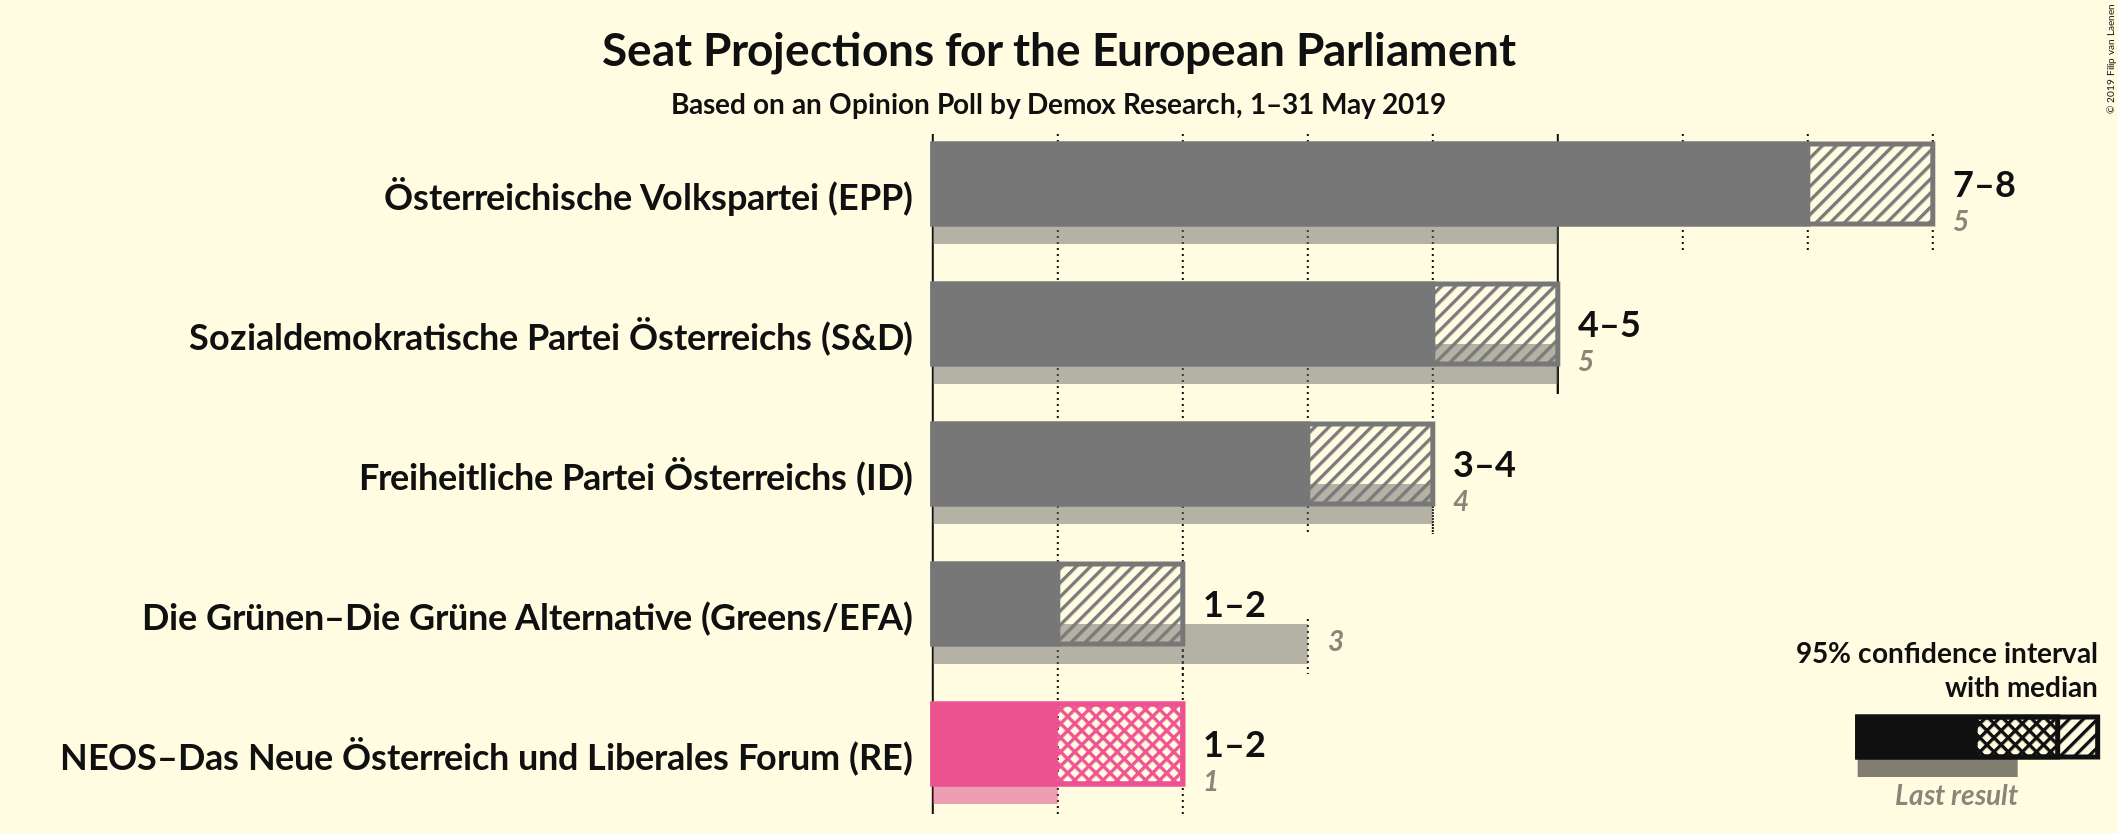 Seat Projections for the European Parliament
Based on an Opinion Poll by Demox Research, 1–31 May 2019
© 2019 Filip van Laenen
Österreichische Volkspartei (EPP)
7–8
5
Sozialdemokratische Partei Österreichs (S&D)
4–5
5
Freiheitliche Partei Österreichs (ID)
3–4
4
Die Grünen–Die Grüne Alternative (Greens/EFA)
1–2
3
NEOS–Das Neue Österreich und Liberales Forum (RE)
1–2
1
95% confidence interval
with median
Last result